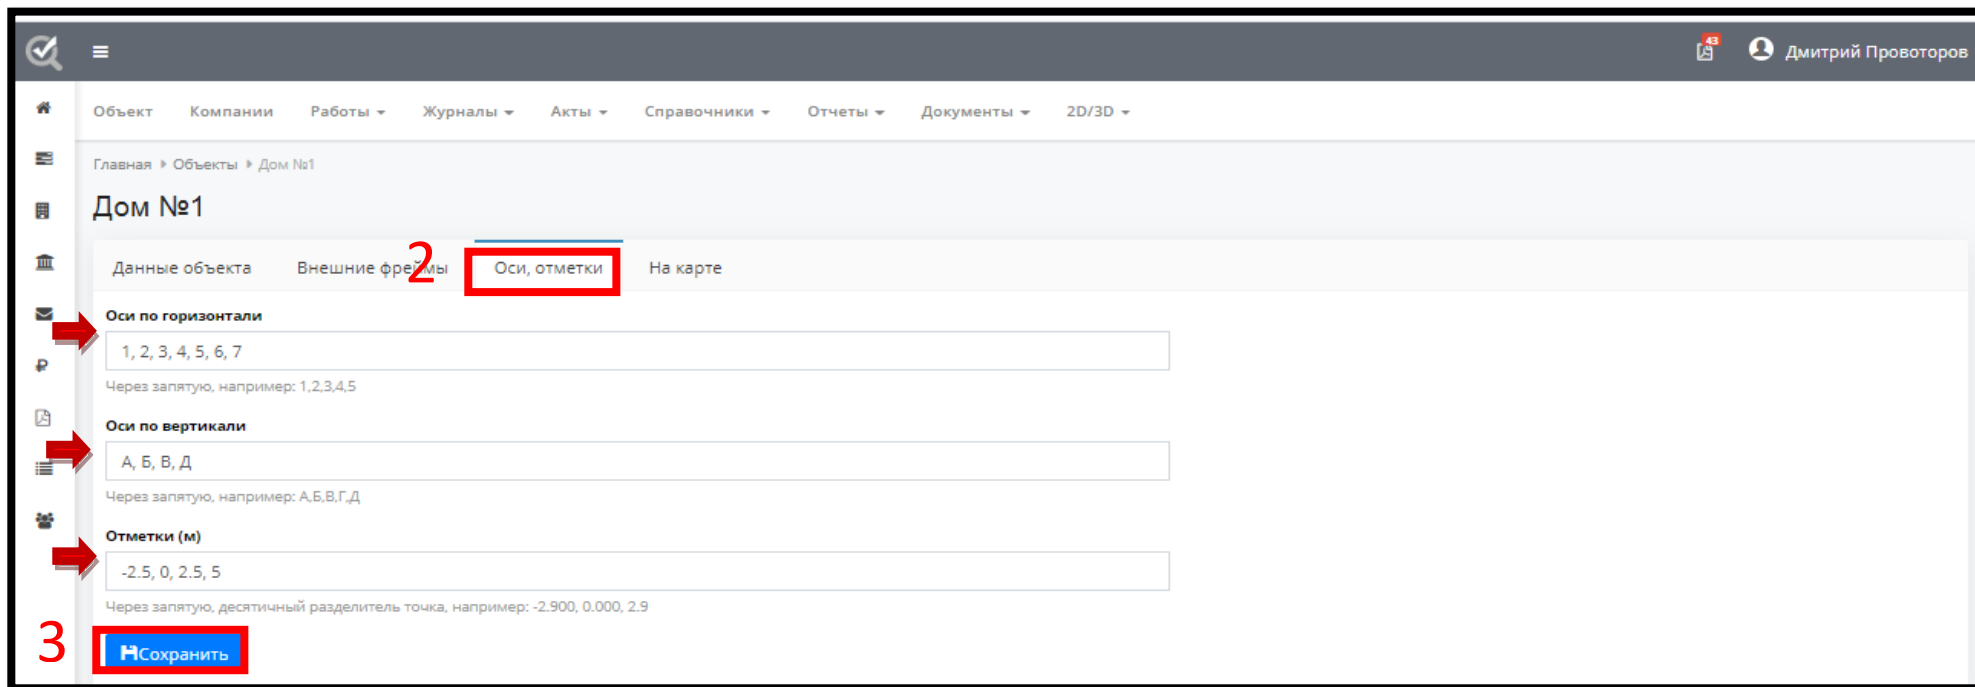 43 Дмитрий Провоторов
Объект Компании Работы Журналы Акты Справочники Отчеты Документы 2D/3D
Главная Объекты Дом №1
Дом №1
Данные объекта Внешние фреймы 2 Оси, отметки На карте
Оси по горизонтали
1, 2, 3, 4, 5, 6, 7
Через запятую, например: 1,2,3,4,5
Оси по вертикали
А, Б, В, Д
Через запятую, например: А,Б,В,Г,Д
Отметки (м)
-2.5, 0, 2.5, 5
Через запятую, десятичный разделитель точка, например: -2.900, 0.000, 2.9
3 Сохранить